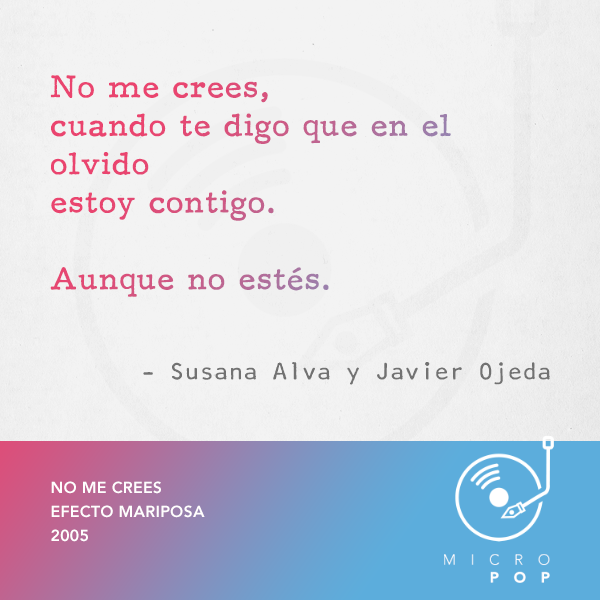 No me crees,
cuando te digo que en el
olvido
estoy contigo.
Aunque no estés.
– Susana Alva y Javier Ojeda
NO ME CREES
EFECTO MARIPOSA
2005
MICRO
POP